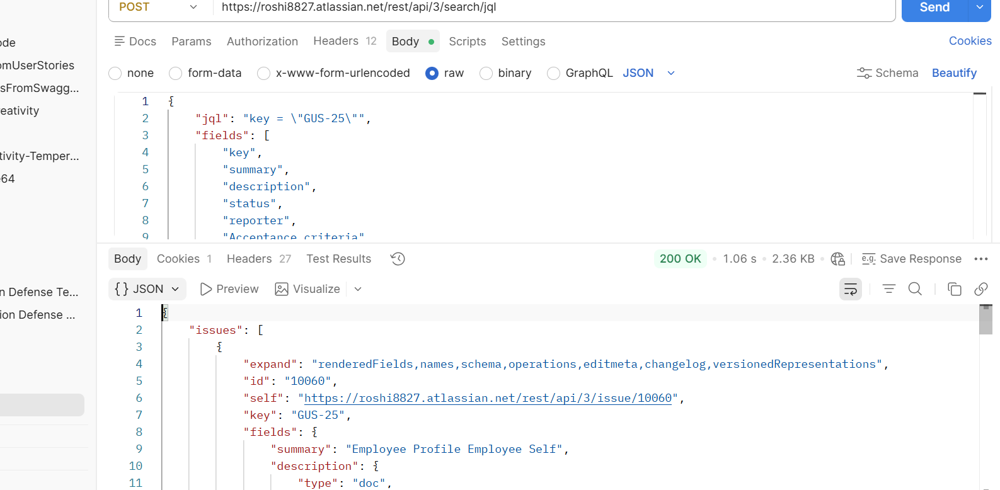 POST https://roshi8827.atlassian.net/rest/api/3/search/jql Send
Docs Params Authorization Headers 12 Body Scripts Settings Cookies
none form-data x-www-form-urlencoded raw binary GraphQL JSON Schema Beautify
ode
omUserStories
sFromSwagg...
eativity
tivity-Temper...
64
n Defense Te...
ion Defense ...
1 {
2 "jql": "key = \"GUS-25\"",
3 "fields": [
4 "key",
5 "summary",
6 "description",
7 "status",
8 "reporter",
9 "Acceptance criteria"
Body Cookies 1 Headers 27 Test Results 200 OK • 1.06 s • 2.36 KB • e.g. Save Response •••
{} JSON Preview Visualize
1 {
2 "issues": [
3 {
4 "expand": "renderedFields,names,schema,operations,editmeta,changelog,versionedRepresentations",
5 "id": "10060",
6 "self": "https://roshi8827.atlassian.net/rest/api/3/issue/10060",
7 "key": "GUS-25",
8 "fields": {
9 "summary": "Employee Profile Employee Self",
10 "description": {
11 "type": "doc",